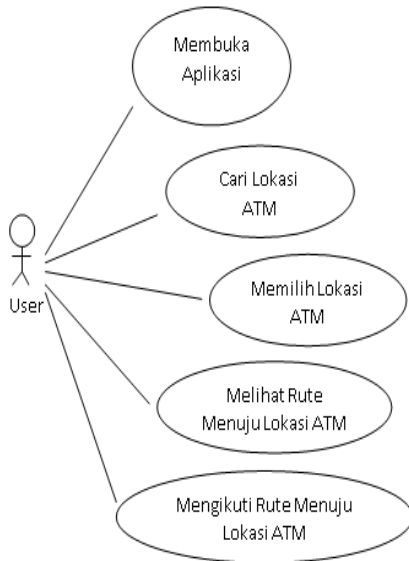 Membuka
Aplikasi
Cari Lokasi
ATM
User
Memilih Lokasi
ATM
Melihat Rute
Menuju Lokasi ATM
Mengikuti Rute Menuju
Lokasi ATM